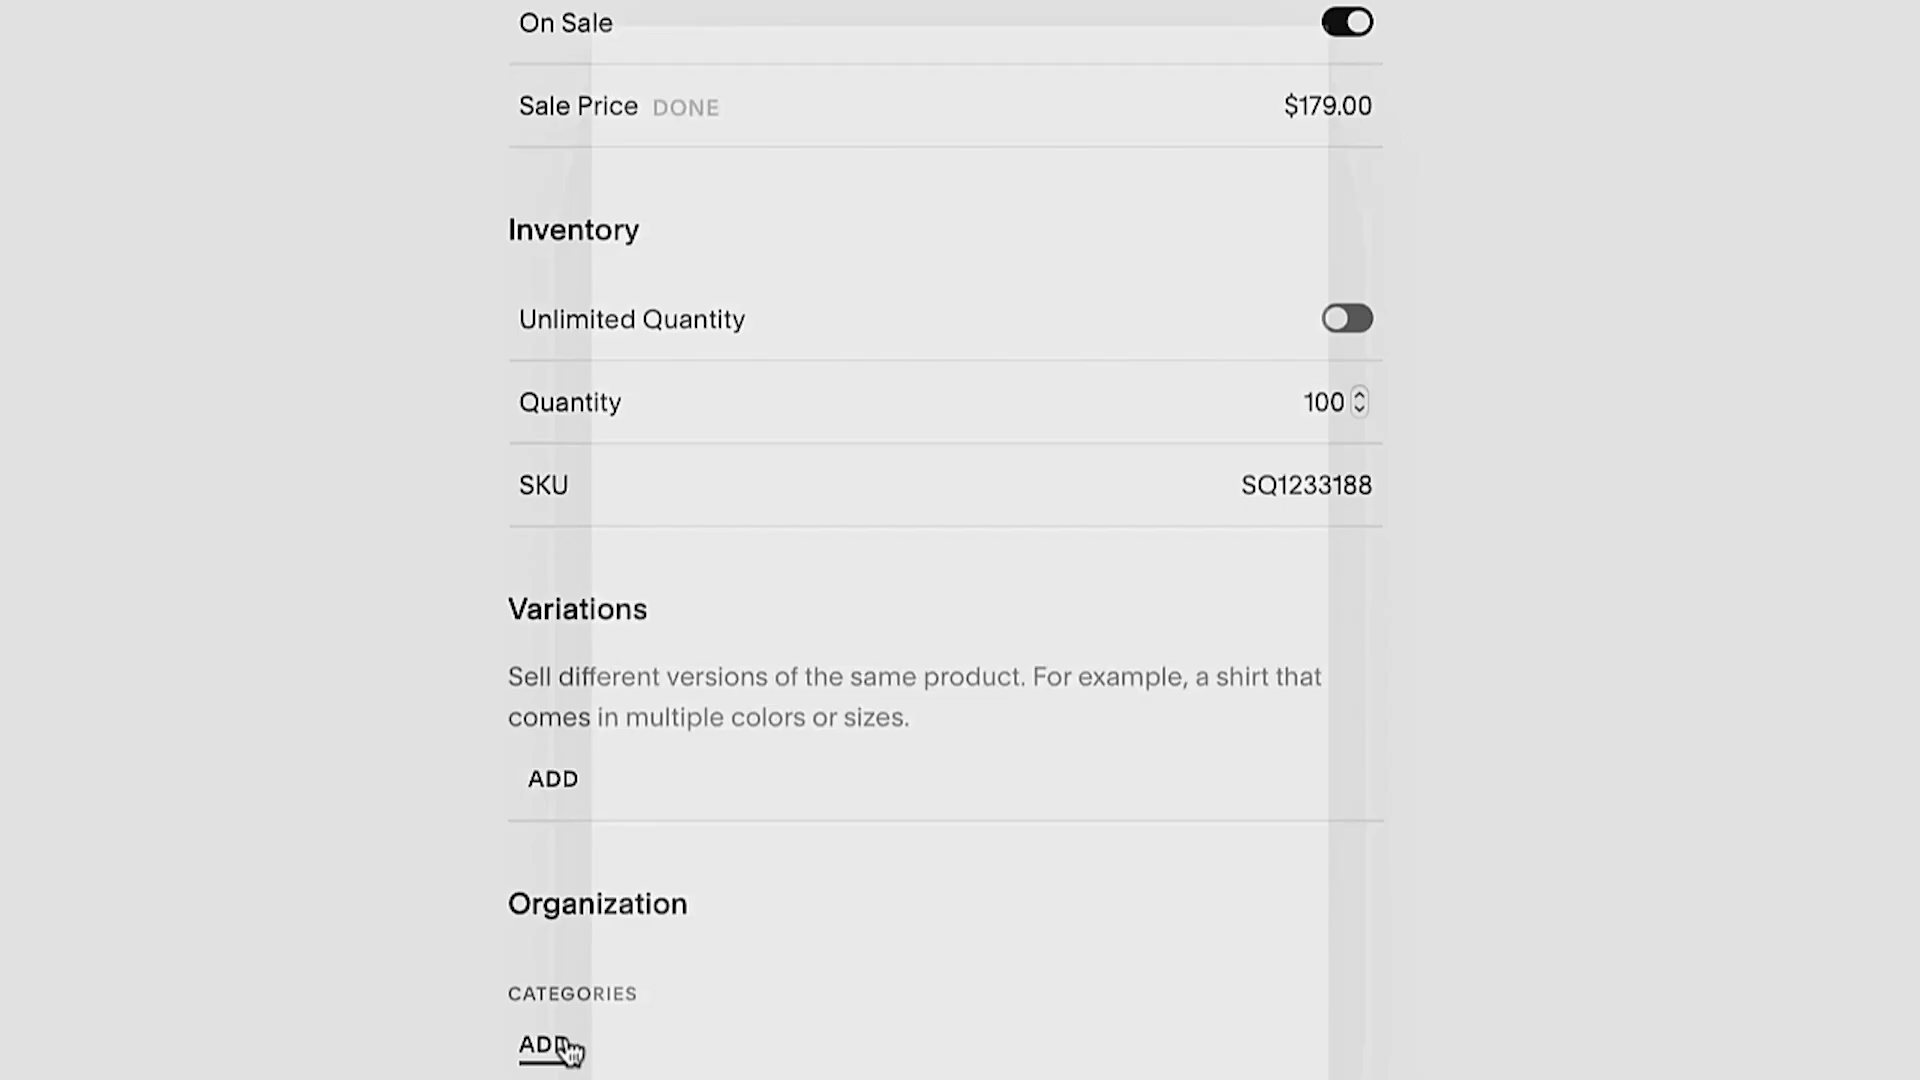 On Sale
Sale Price DONE $179.00
Inventory
Unlimited Quantity
Quantity 100
SKU SQ1233188
Variations
Sell different versions of the same product. For example, a shirt that
comes in multiple colors or sizes.
ADD
Organization
CATEGORIES
ADD